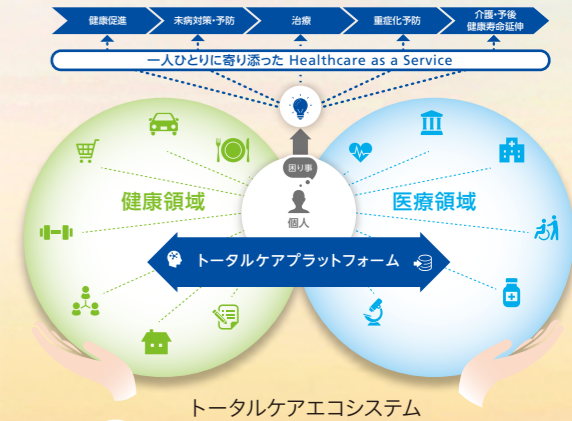 健康促進
未病対策・予防
治療
重症化予防
介護・予後
健康寿命延伸
一人ひとりに寄り添った Healthcare as a Service
困り事
健康領域
個人
医療領域
トータルケアプラットフォーム
トータルケアエコシステム